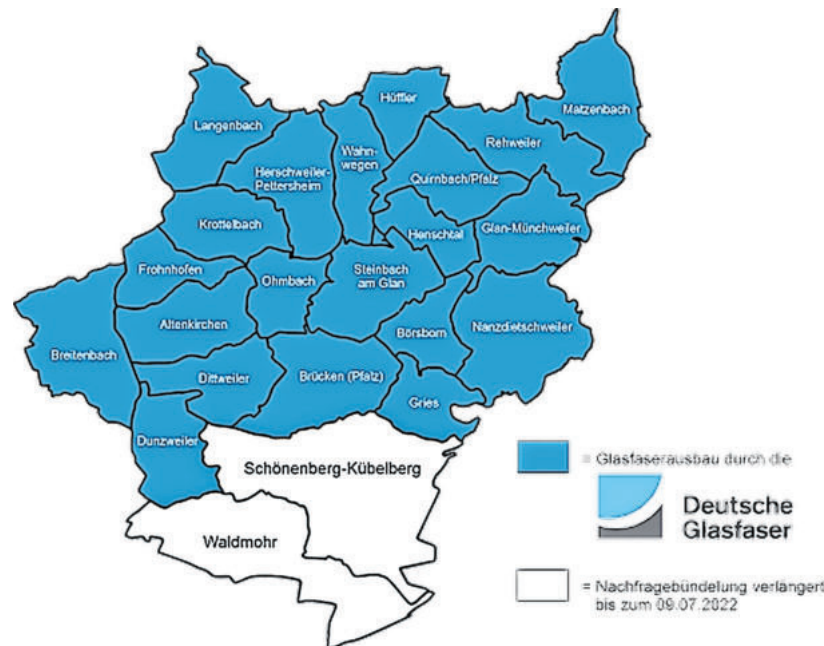 Hüffler
Matzenbach
Langenbach
Wahn-
wegen
Rehweiler
Herschweiler-
Pettersheim
Quirnbach/Pfalz
Krottelbach
Henschtal
Glan-Münchweiler
Frohnhofen
Ohmbach
Steinbach
am Glan
Altenkirchen
Börsborn
Nanzdietschweiler
Breitenbach
Dittweiler
Brücken (Pfalz)
Gries
Dunzweiler
Schönenberg-Kübelberg
Waldmohr
= Glasfaserausbau durch die
Deutsche
Glasfaser
= Nachfragebündelung verlängert
bis zum 09.07.2022